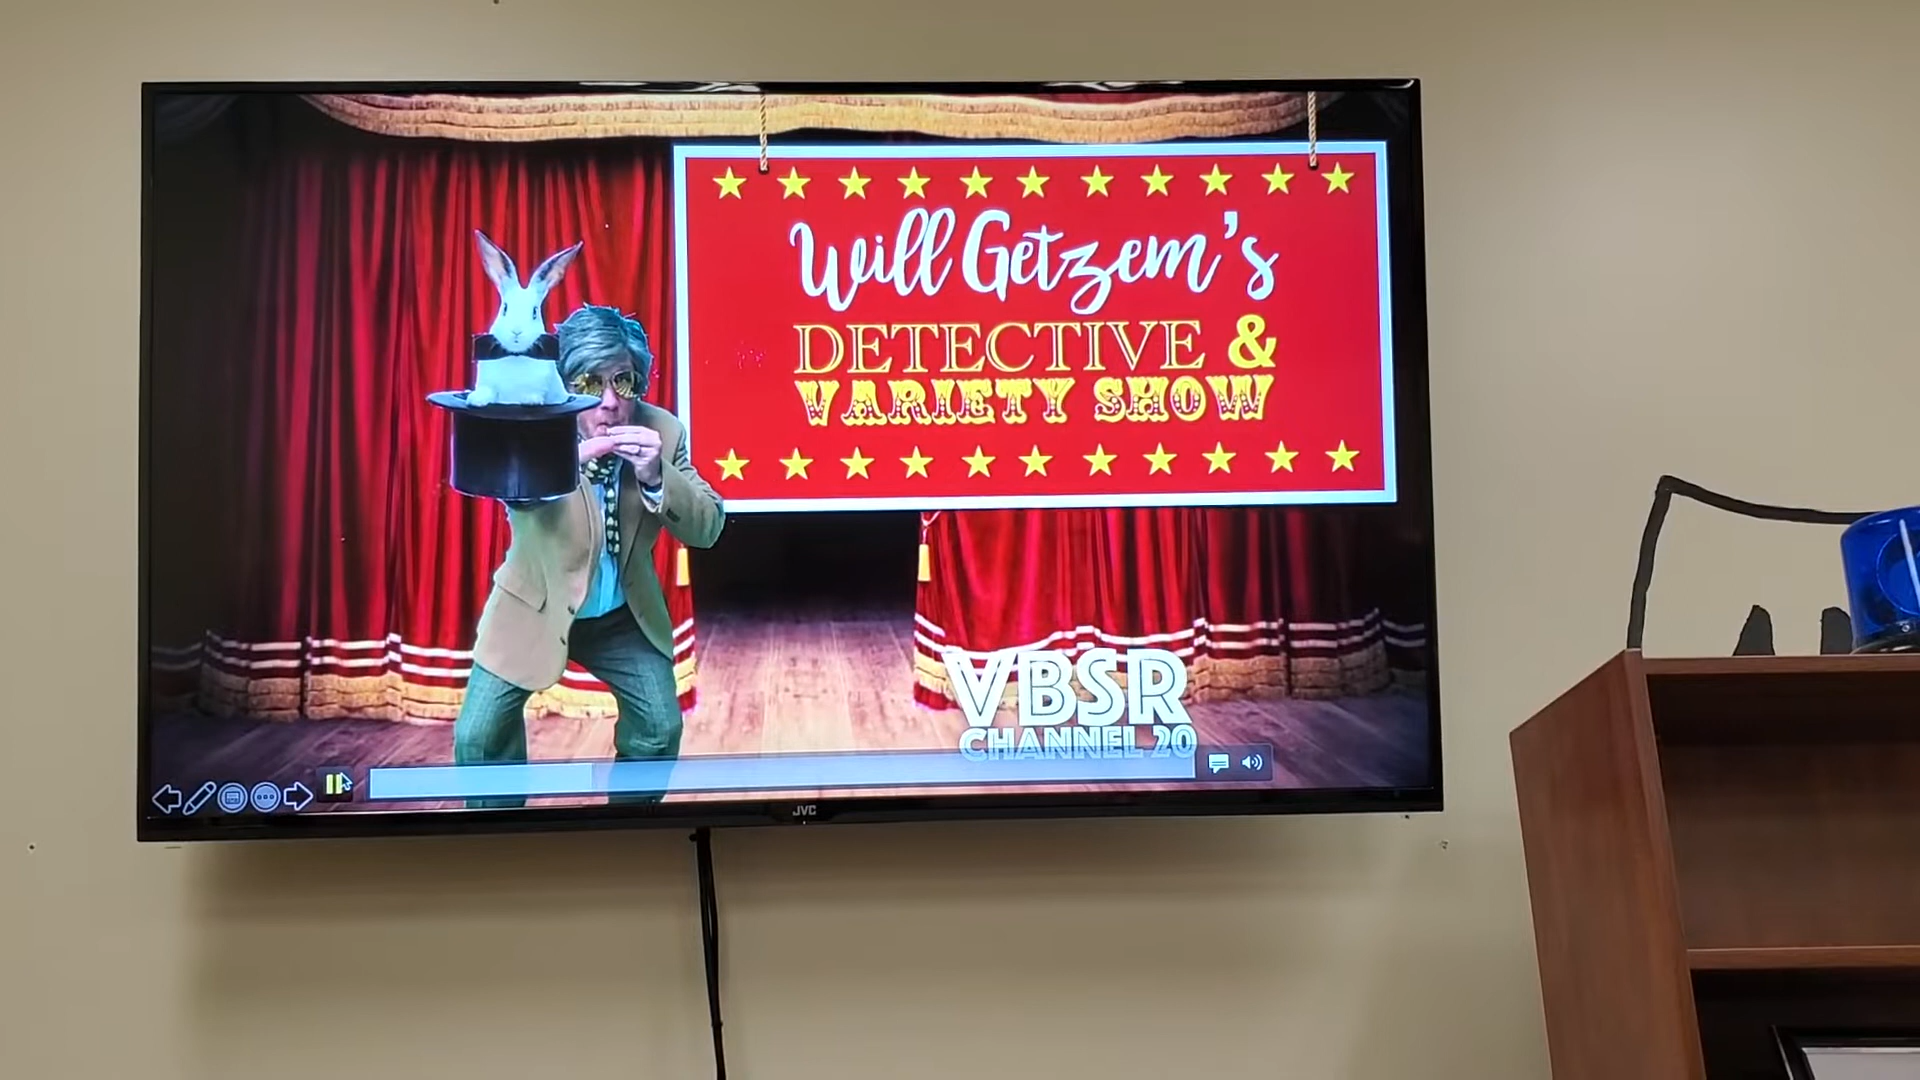 Will Getzem's
DETECTIVE &
VARIETY SHOW
VBSR
CHANNEL 20
JVC